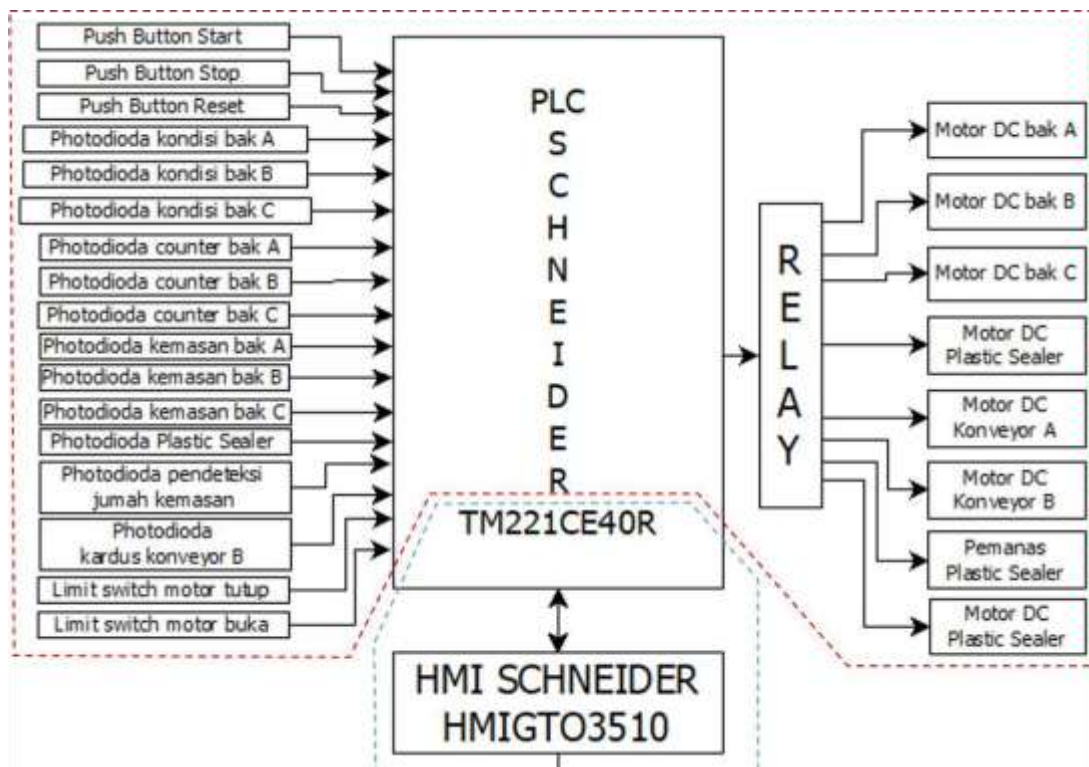 Push Button Start
Push Button Stop
Push Button Reset
Photodioda kondisi bak A
Photodioda kondisi bak B
Photodioda kondisi bak C
Photodioda counter bak A
Photodioda counter bak B
Photodioda counter bak C
Photodioda kemasan bak A
Photodioda kemasan bak B
Photodioda kemasan bak C
Photodioda Plastic Sealer
Photodioda pendeteksi
jumah kemasan
Photodioda
kardus konveyor B
Limit switch motor tutup
Limit switch motor buka
PLC
S
C
H
N
E
I
D
E
R
TM221CE40R
HMI SCHNEIDER
HMIGTO3510
R
E
L
A
Y
Motor DC bak A
Motor DC bak B
Motor DC bak C
Motor DC
Plastic Sealer
Motor DC
Konveyor A
Motor DC
Konveyor B
Pemanas
Plastic Sealer
Motor DC
Plastic Sealer